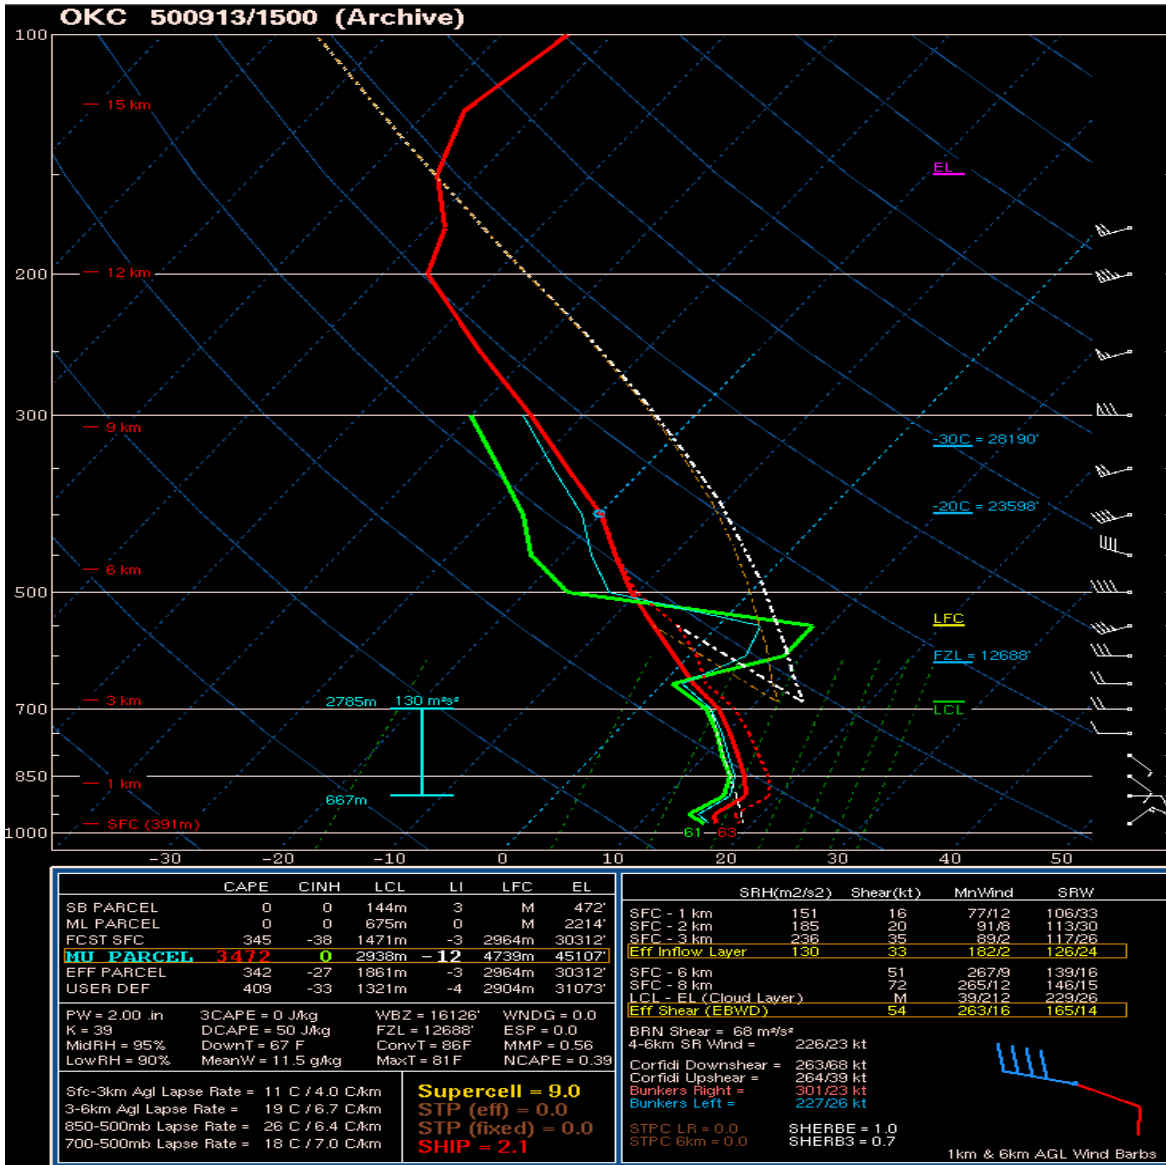 OKC 500913/1500 (Archive)
100
15 km
EL
200
12 km
300
9 km
-30C = 28190'
-20C = 23598'
6 km
500
LFC
FZL = 12688'
3 km
2785m 130 m²s²
700
LCL
850
1 km
667m
SFC (391m)
1000
61 63
-30 -20 -10 0 10 20 30 40 50
CAPE CINH LCL LI LFC EL
SB PARCEL 0 0 144m 3 M 472'
ML PARCEL 0 0 675m 0 M 2214'
FCST SFC 345 -38 1471m -3 2964m 30312'
MU PARCEL 3472 0 2938m -12 4739m 45107'
EFF PARCEL 342 -27 1861m -3 2964m 30312'
USER DEF 409 -33 1321m -4 2904m 31073'
PW = 2.00 .in 3CAPE = 0 J/kg WBZ = 16126' WNDG = 0.0
K = 39 DCAPE = 50 J/kg FZL = 12688' ESP = 0.0
MidRH = 95% DownT = 67 F ConvT = 86F MMP = 0.56
LowRH = 90% MeanW = 11.5 g/kg MaxT = 81F NCAPE = 0.39
Sfc-3km Agl Lapse Rate = 11 C / 4.0 C/km
3-6km Agl Lapse Rate = 19 C / 6.7 C/km
850-500mb Lapse Rate = 26 C / 6.4 C/km
700-500mb Lapse Rate = 18 C / 7.0 C/km
Supercell = 9.0
STP (eff) = 0.0
STP (fixed) = 0.0
SHIP = 2.1
SRH(m2/s2) Shear(kt) MnWind SRW
SFC - 1 km 151 16 77/12 106/33
SFC - 2 km 185 20 91/8 113/30
SFC - 3 km 236 35 89/2 117/26
Eff Inflow Layer 130 33 182/2 126/24
SFC - 6 km 51 267/9 139/16
SFC - 8 km 72 265/12 146/15
LCL - EL (Cloud Layer) M 39/212 229/26
Eff Shear (EBWD) 54 263/16 165/14
BRN Shear = 68 m²/s²
4-6km SR Wind = 226/23 kt
Corfidi Downshear = 263/68 kt
Corfidi Upshear = 264/39 kt
Bunkers Right = 301/23 kt
Bunkers Left = 227/26 kt
STPC LR = 0.0 SHERBE = 1.0
STPC 6km = 0.0 SHERB3 = 0.7
1km & 6km AGL Wind Barbs